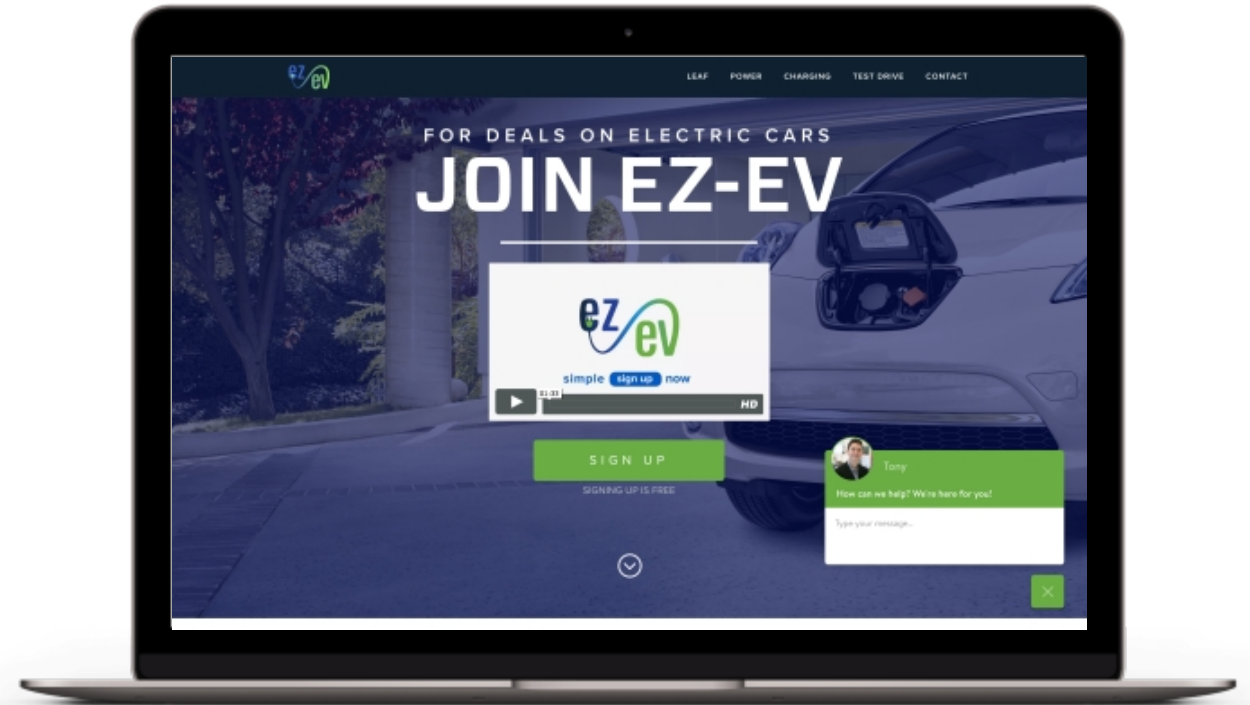 ez ev
LEAF POWER CHARGING TEST DRIVE CONTACT
FOR DEALS ON ELECTRIC CARS
JOIN EZ-EV
ez ev
simple sign up now
01:33
HD
SIGN UP
SIGNING UP IS FREE
Tony
How can we help? We're here for you!
Type your message...